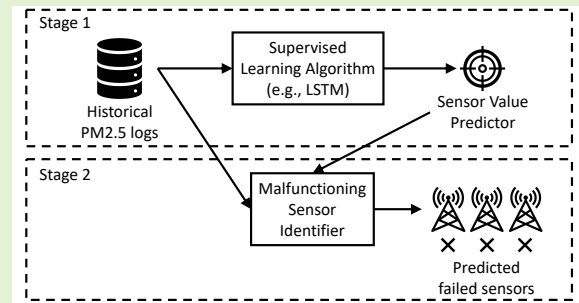 Stage 1
Supervised
Learning Algorithm
(e.g., LSTM)
Historical
PM2.5 logs
Sensor Value
Predictor
Stage 2
Malfunctioning
Sensor
Identifier
Predicted
failed sensors